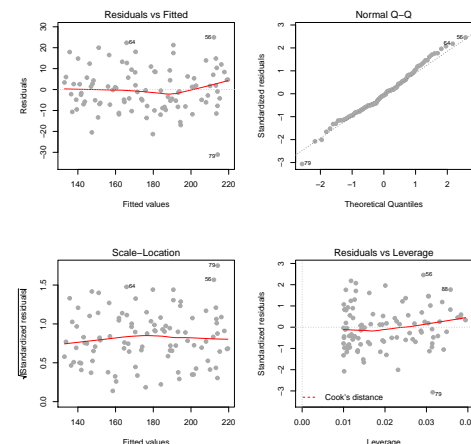 Residuals vs Fitted
Residuals
30
20
10
0
-10
-20
-30
64
56
79
140 160 180 200 220
Fitted values
Normal Q-Q
Standardized residuals
3
2
1
0
-1
-2
-3
64
56
79
-2 -1 0 1 2
Theoretical Quantiles
Scale-Location
√|Standardized residuals|
1.5
1.0
0.5
0.0
79
56
64
140 160 180 200 220
Fitted values
Residuals vs Leverage
Standardized residuals
3
2
1
0
-1
-2
-3
56
88
79
Cook's distance
0.00 0.01 0.02 0.03 0.0
Leverage